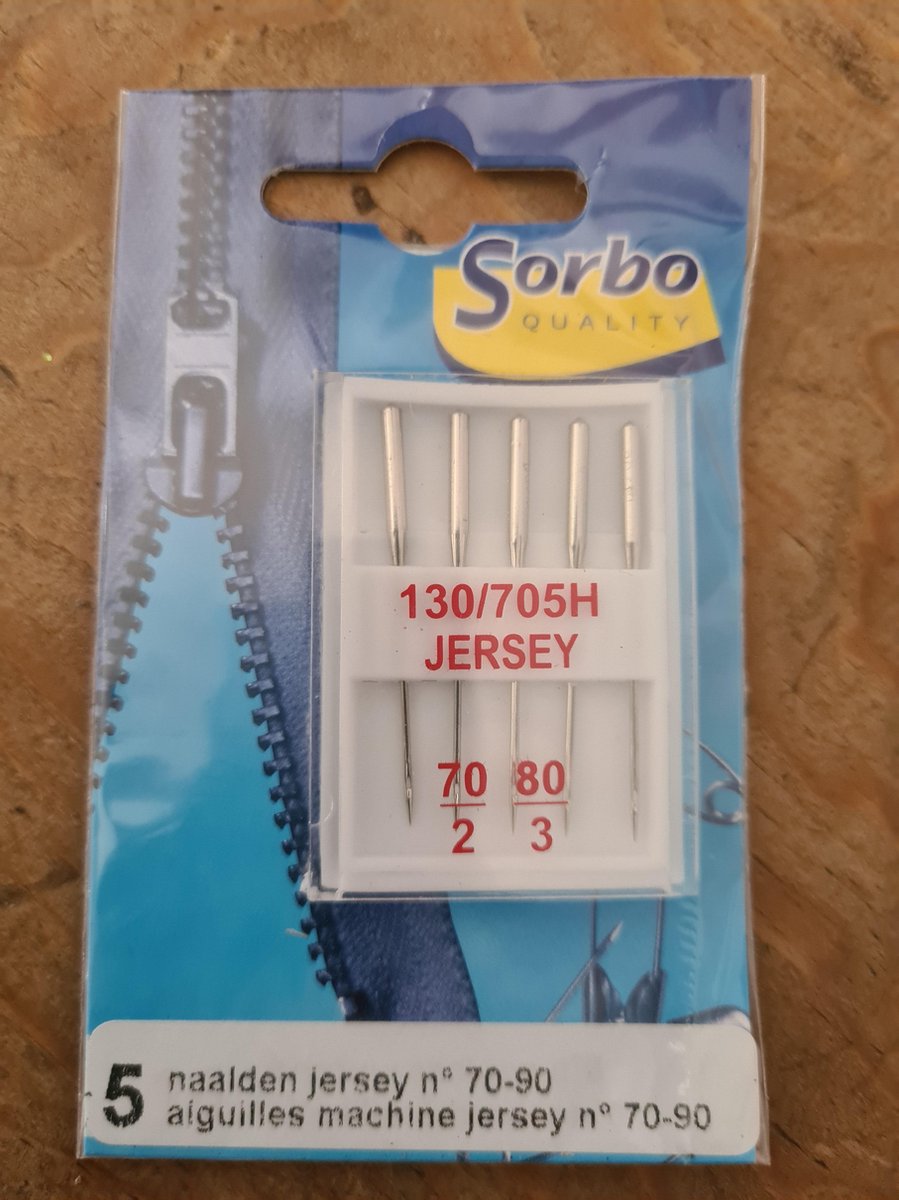 Sorbo
QUALITY
130/705H
JERSEY
70 80
2 3
5 naalden jersey n° 70-90
aiguilles machine jersey n° 70-90